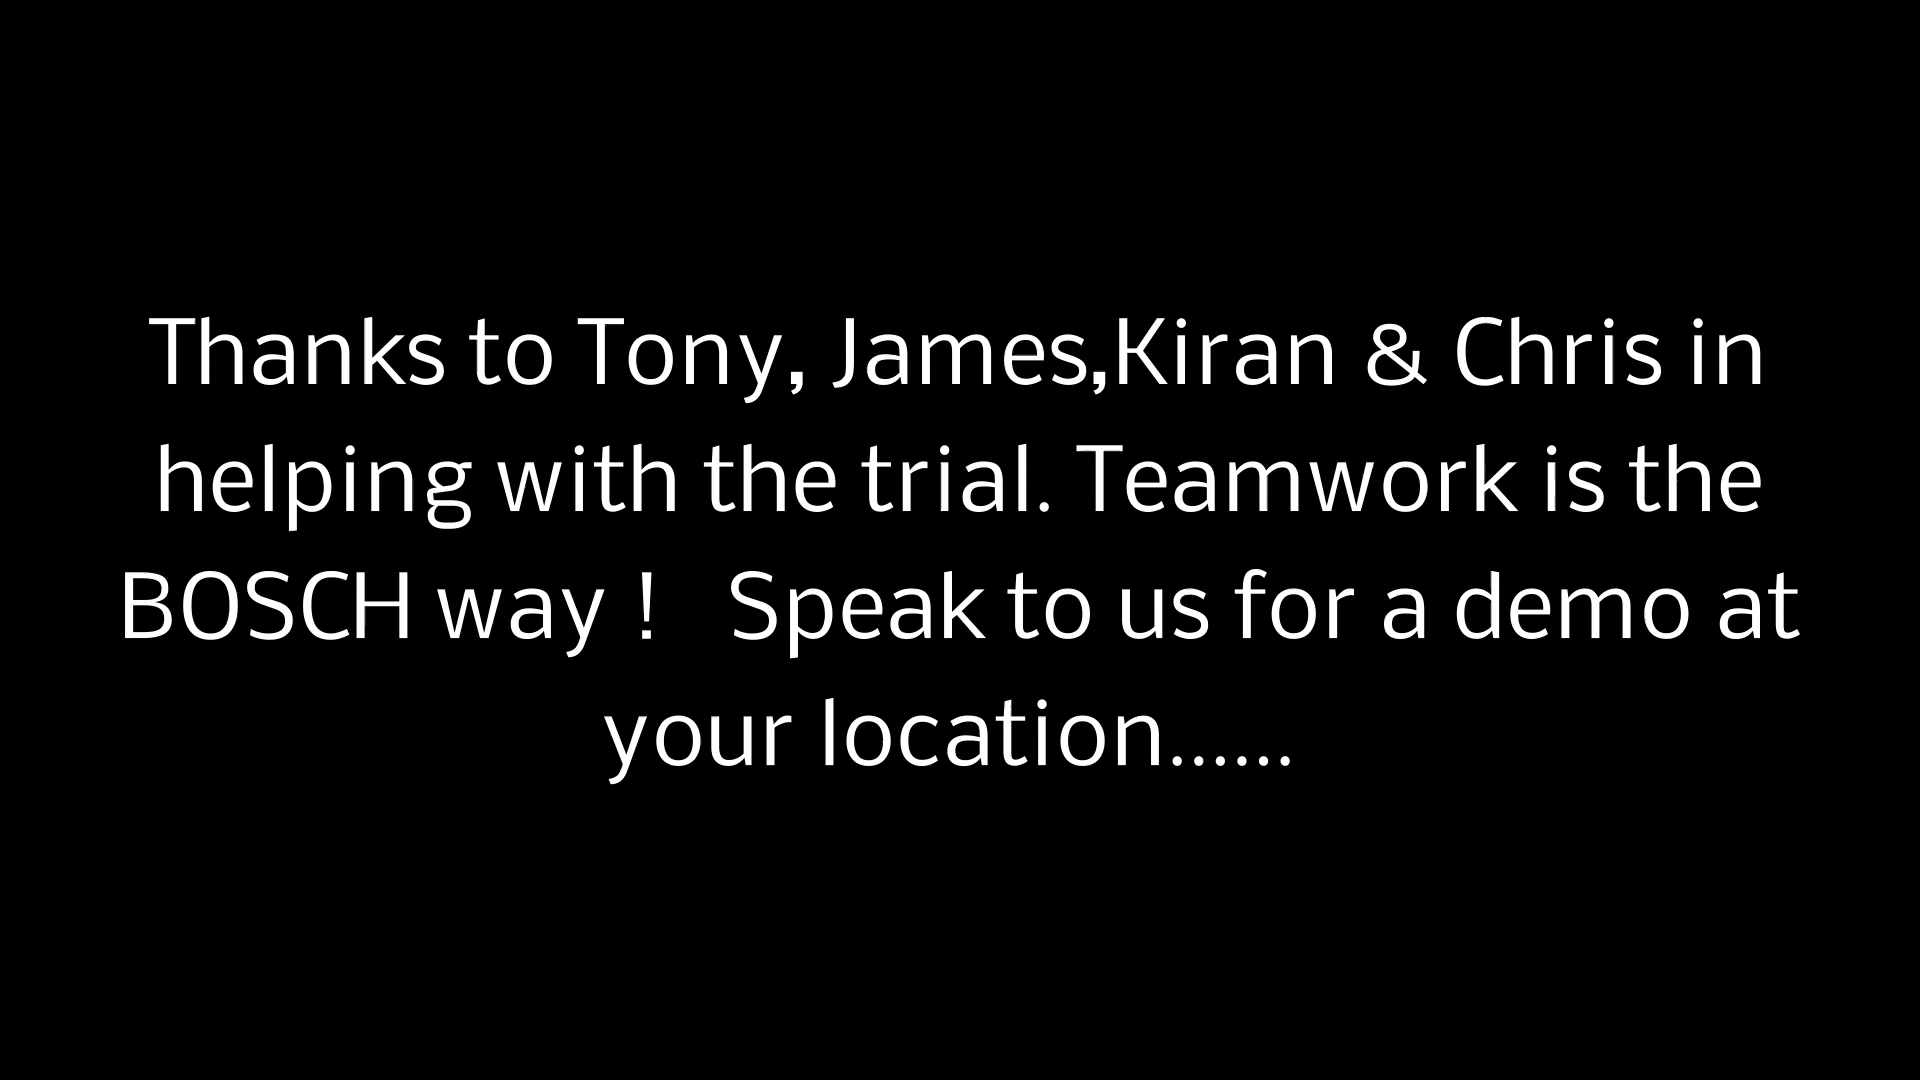 Thanks to Tony, James,Kiran & Chris in
helping with the trial. Teamwork is the
BOSCH way !   Speak to us for a demo at
your location......